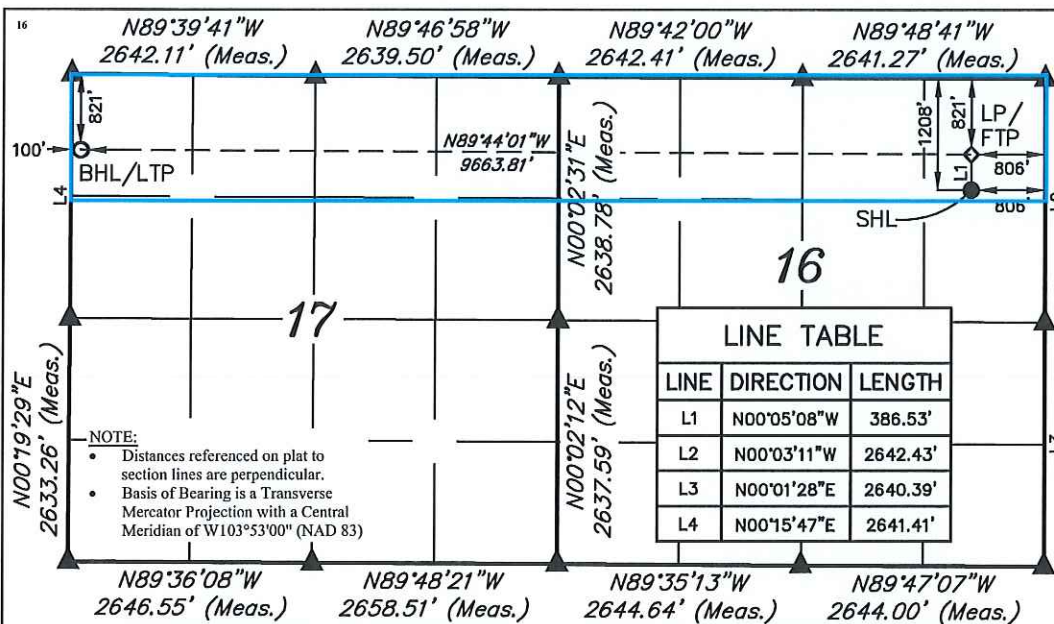 16
N89°39'41"W
2642.11' (Meas.)
N89°46'58"W
2639.50' (Meas.)
N89°42'00"W
2642.41' (Meas.)
N89°48'41"W
2641.27' (Meas.)
821'
1208'
821'
LP/
FTP
100'
BHL/LTP
N89°44'01"W
9663.81'
N00°02'31"E
2638.78' (Meas.)
L1
806'
L4
806'
SHL
17
16
LINE TABLE
LINE DIRECTION LENGTH
L1 N00°05'08"W 386.53'
L2 N00°03'11"W 2642.43'
L3 N00°01'28"E 2640.39'
L4 N00°15'47"E 2641.41'
N00°19'29"E
2633.26' (Meas.)
N00°02'12"E
2637.59' (Meas.)
NOTE:
• Distances referenced on plat to
section lines are perpendicular.
• Basis of Bearing is a Transverse
Mercator Projection with a Central
Meridian of W103°53'00" (NAD 83)
N89°36'08"W
2646.55' (Meas.)
N89°48'21"W
2658.51' (Meas.)
N89°35'13"W
2644.64' (Meas.)
N89°47'07"W
2644.00' (Meas.)